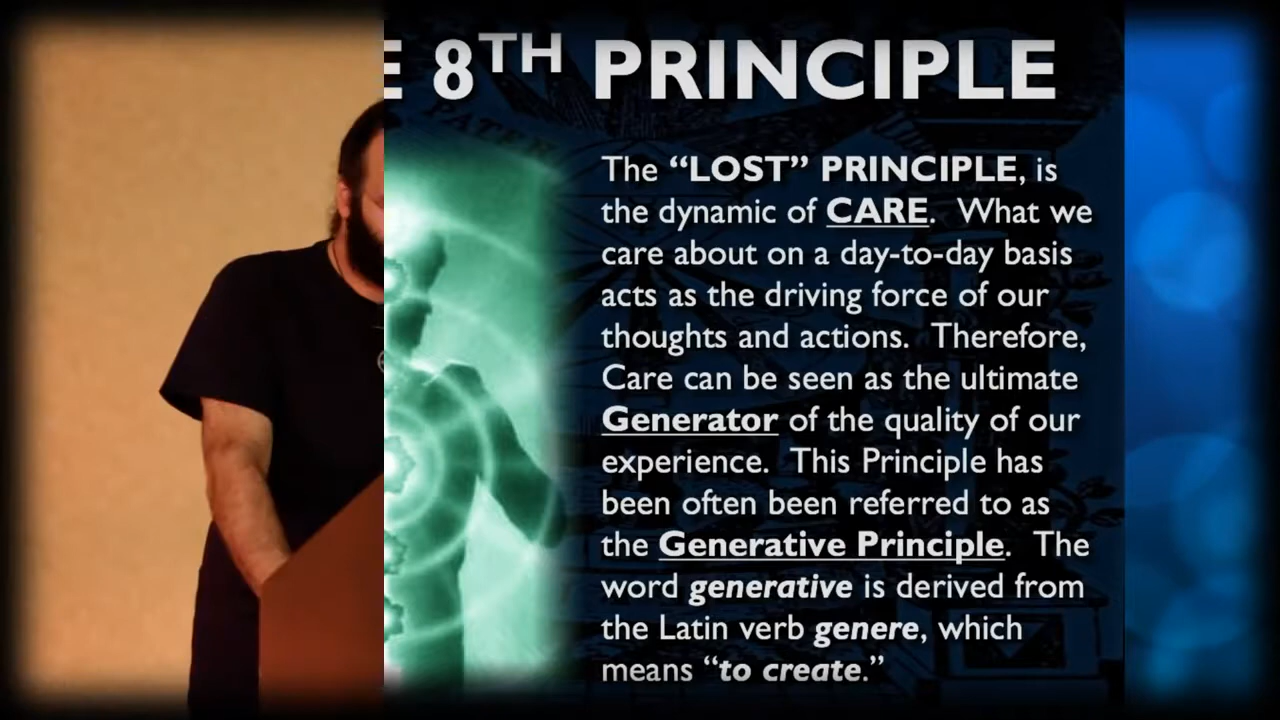 E 8TH PRINCIPLE
The “LOST” PRINCIPLE, is
the dynamic of CARE. What we
care about on a day-to-day basis
acts as the driving force of our
thoughts and actions. Therefore,
Care can be seen as the ultimate
Generator of the quality of our
experience. This Principle has
been often been referred to as
the Generative Principle. The
word generative is derived from
the Latin verb genere, which
means “to create.”